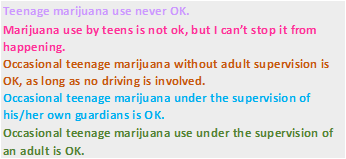 Teenage marijuana use never OK.
Marijuana use by teens is not ok, but I can't stop it from
happening.
Occasional teenage marijuana without adult supervision is
OK, as long as no driving is involved.
Occasional teenage marijuana under the supervision of
his/her own guardians is OK.
Occasional teenage marijuana use under the supervision of
an adult is OK.